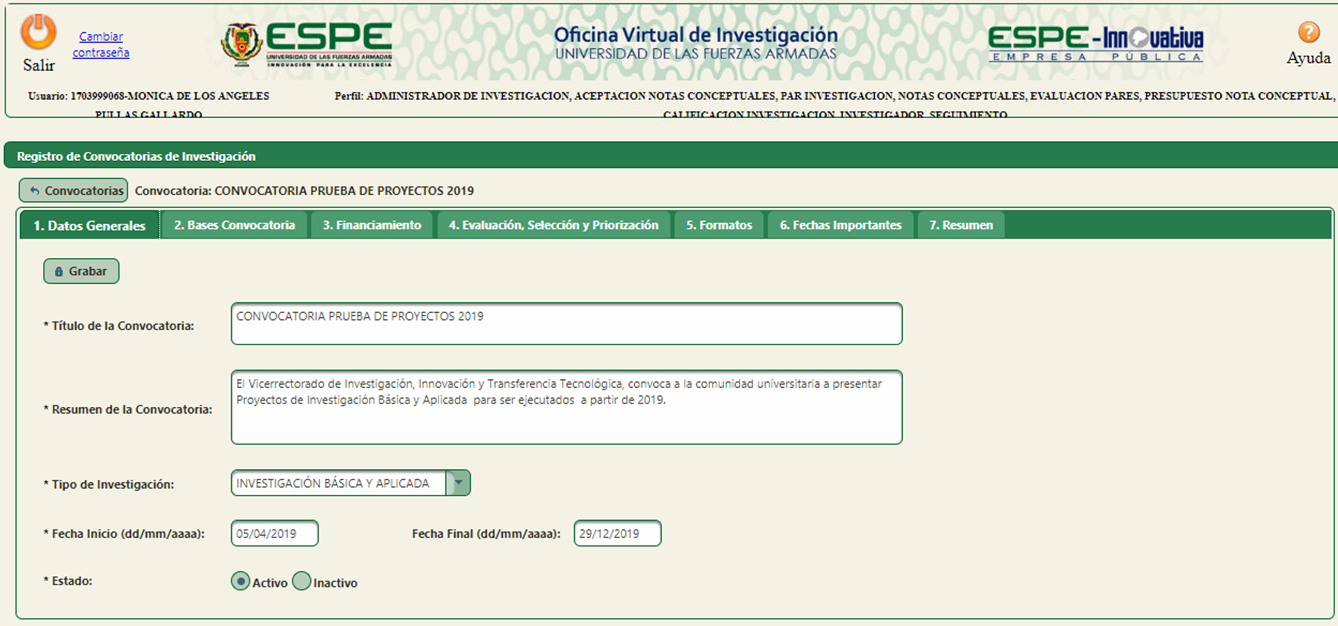 Salir
Cambiar
contraseña
ESPE
UNIVERSIDAD DE LAS FUERZAS ARMADAS
INNOVACIÓN PARA LA EXCELENCIA
Oficina Virtual de Investigación
UNIVERSIDAD DE LAS FUERZAS ARMADAS
ESPE-Innovativa
EMPRESA PÚBLICA
Ayuda
Usuario: 1703999068-MONICA DE LOS ANGELES
PULLAS GALLARDO
Perfil: ADMINISTRADOR DE INVESTIGACION, ACEPTACION NOTAS CONCEPTUALES, PAR INVESTIGACION, NOTAS CONCEPTUALES, EVALUACION PARES, PRESUPUESTO NOTA CONCEPTUAL,
CALIFICACION INVESTIGACION, INVESTIGADOR, SEGUIMIENTO
Registro de Convocatorias de Investigación
Convocatorias Convocatoria: CONVOCATORIA PRUEBA DE PROYECTOS 2019
1. Datos Generales 2. Bases Convocatoria 3. Financiamiento 4. Evaluación, Selección y Priorización 5. Formatos 6. Fechas Importantes 7. Resumen
Grabar
* Título de la Convocatoria: CONVOCATORIA PRUEBA DE PROYECTOS 2019
El Vicerrectorado de Investigación, Innovación y Transferencia Tecnológica, convoca a la comunidad universitaria a presentar
Proyectos de Investigación Básica y Aplicada para ser ejecutados a partir de 2019.
* Resumen de la Convocatoria:
* Tipo de Investigación: INVESTIGACIÓN BÁSICA Y APLICADA
* Fecha Inicio (dd/mm/aaaa): 05/04/2019 Fecha Final (dd/mm/aaaa): 29/12/2019
* Estado: Activo Inactivo